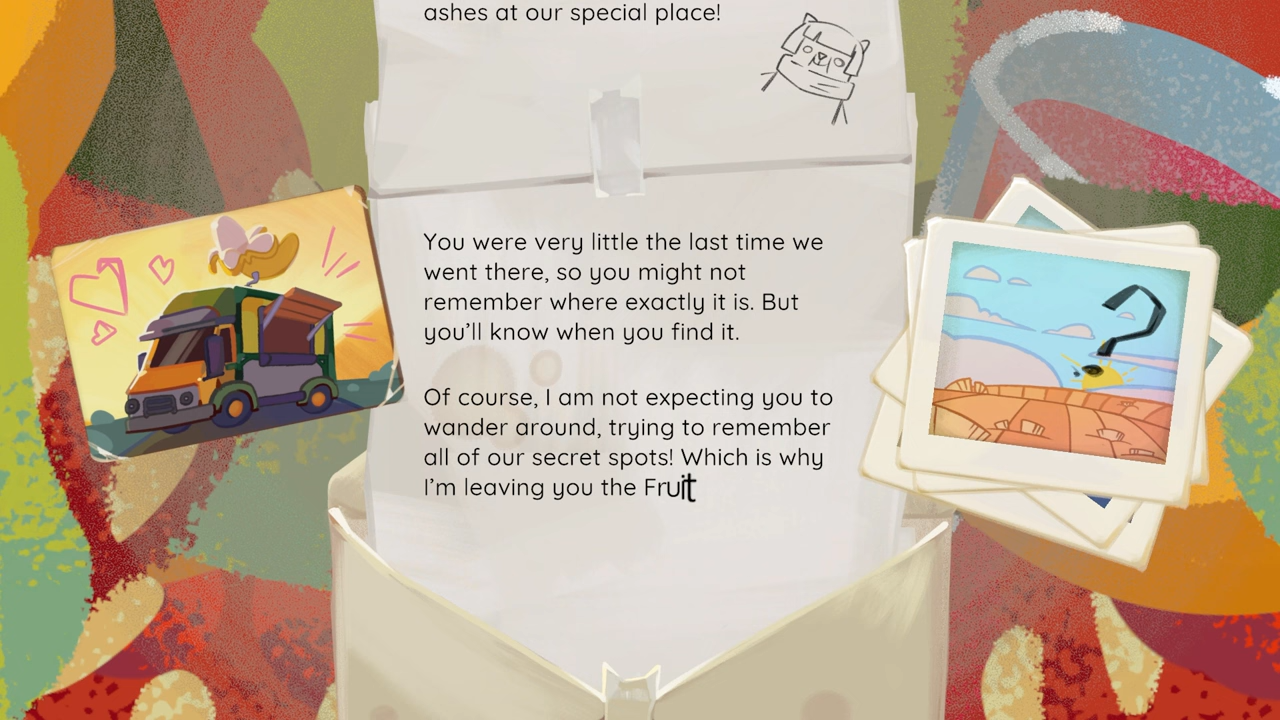 ashes at our special place!
You were very little the last time we
went there, so you might not
remember where exactly it is. But
you'll know when you find it.
Of course, I am not expecting you to
wander around, trying to remember
all of our secret spots! Which is why
I'm leaving you the Fruit
?